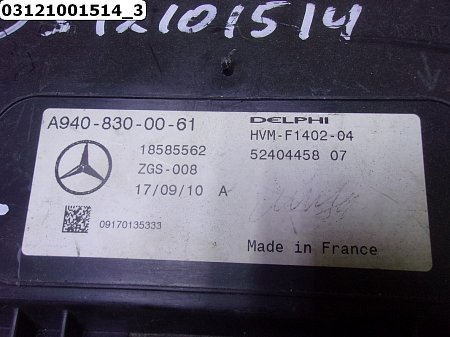 03121001514_3
A940-830-00-61
DELPHI
HVM-F1402-04
18585562
52404458 07
ZGS-008
17/09/10 A
09170135333
Made in France